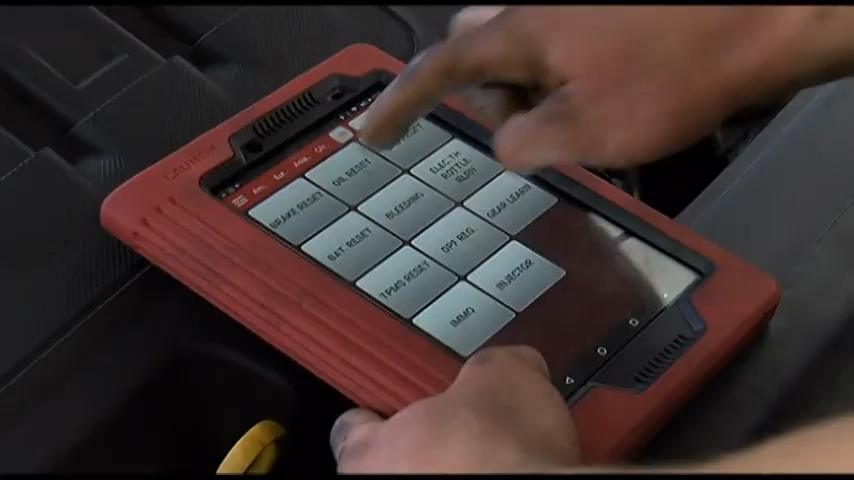 LAUNCH
BRAKE RESET
OIL RESET
BAT. RESET
BLEEDING
ELEC. TH
ROTTLE
RLRN
TPMS RESET
DPF REG.
GEAR LEARN
IMMO
INJECTOR